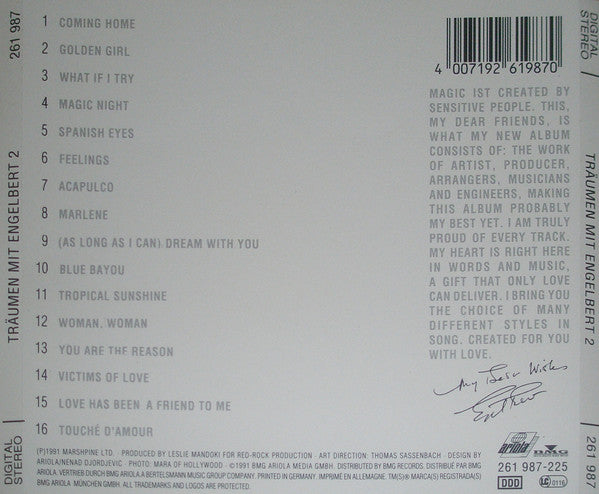 261 987
TRÄUMEN MIT ENGELBERT 2
DIGITAL
STEREO
1 COMING HOME
2 GOLDEN GIRL
3 WHAT IF I TRY
4 MAGIC NIGHT
5 SPANISH EYES
6 FEELINGS
7 ACAPULCO
8 MARLENE
9 (AS LONG AS I CAN) DREAM WITH YOU
10 BLUE BAYOU
11 TROPICAL SUNSHINE
12 WOMAN, WOMAN
13 YOU ARE THE REASON
14 VICTIMS OF LOVE
15 LOVE HAS BEEN A FRIEND TO ME
16 TOUCHÉ D'AMOUR
4 007192 619870
MAGIC IST CREATED BY
SENSITIVE PEOPLE. THIS,
MY DEAR FRIENDS, IS
WHAT MY NEW ALBUM
CONSISTS OF: THE WORK
OF ARTIST, PRODUCER,
ARRANGERS, MUSICIANS
AND ENGINEERS, MAKING
THIS ALBUM PROBABLY
MY BEST YET. I AM TRULY
PROUD OF EVERY TRACK.
MY HEART IS RIGHT HERE
IN WORDS AND MUSIC,
A GIFT THAT ONLY LOVE
CAN DELIVER. I BRING YOU
THE CHOICE OF MANY
DIFFERENT STYLES IN
SONG. CREATED FOR YOU
WITH LOVE.
My Best Wishes
(P)1991 MARSHPINE LTD. PRODUCED BY LESLIE MANDOKI FOR RED-ROCK PRODUCTION · ART DIRECTION: THOMAS SASSENBACH · DESIGN BY
ARIOLA/NENAD DJORDJEVIC · PHOTO: MARA OF HOLLYWOOD · ©1991 BMG ARIOLA MEDIA GMBH. DISTRIBUTED BY BMG RECORDS. DISTRIBUÉ PAR BMG
ARIOLA. VERTRIEB DURCH BMG ARIOLA. A BERTELSMANN MUSIC GROUP COMPANY. PRINTED IN GERMANY. IMPRIMÉ EN ALLEMAGNE. TM(S)® MARCA(S) REGISTRADA(S)
BMG ARIOLA MÜNCHEN GMBH. ALL TRADEMARKS AND LOGOS ARE PROTECTED.
ariola
BMG
261 987-225
DDD
LC 0116
DIGITAL
STEREO
TRÄUMEN MIT ENGELBERT 2
261 987